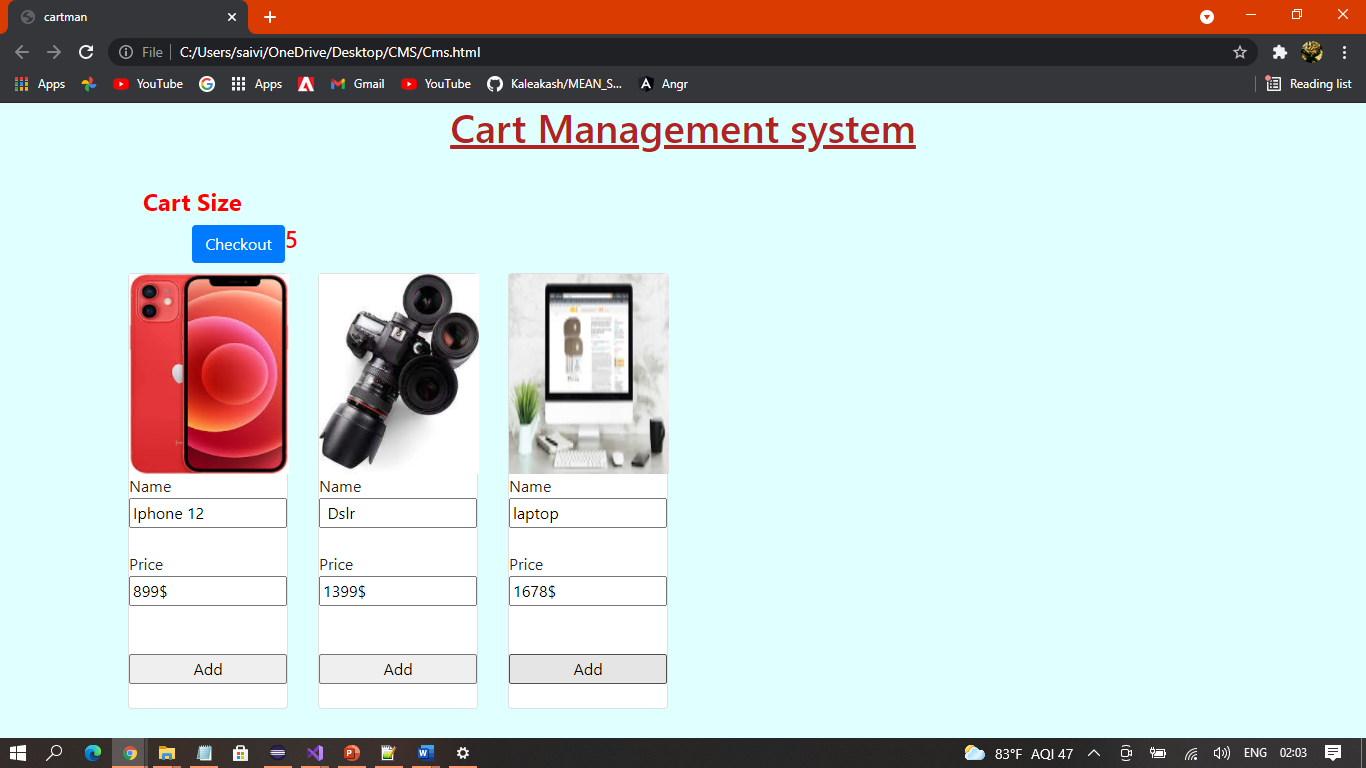 cartman
File C:/Users/saivi/OneDrive/Desktop/CMS/Cms.html
Apps YouTube Apps Gmail YouTube Kaleakash/MEAN_S... Angr Reading list
Cart Management system
Cart Size
Checkout 5
Name Name Name
Iphone 12 Dslr laptop
Price Price Price
899$ 1399$ 1678$
Add Add Add
83°F AQI 47 ENG 02:03